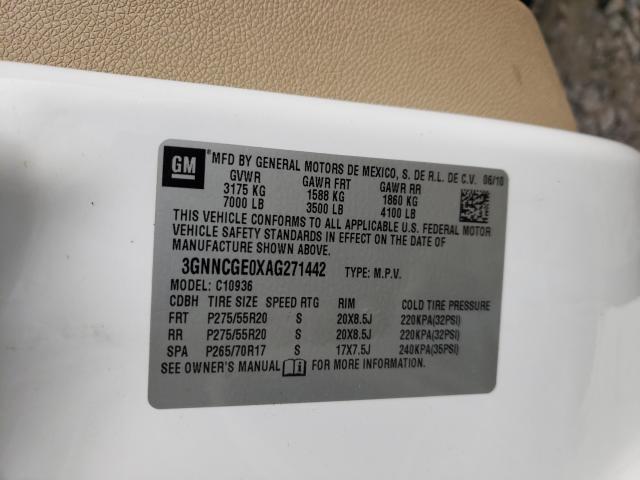 GM *MFD BY GENERAL MOTORS DE MEXICO, S. DE R.L. DE C.V. 06/10
GVWR GAWR FRT GAWR RR
3175 KG 1588 KG 1860 KG
7000 LB 3500 LB 4100 LB
THIS VEHICLE CONFORMS TO ALL APPLICABLE U.S. FEDERAL MOTOR
VEHICLE SAFETY STANDARDS IN EFFECT ON THE DATE OF
MANUFACTURE SHOWN ABOVE.
3GNNCGE0XAG271442 TYPE: M.P.V.
MODEL: C10936
CDBH TIRE SIZE SPEED RTG RIM COLD TIRE PRESSURE
FRT P275/55R20 S 20X8.5J 220KPA(32PSI)
RR P275/55R20 S 20X8.5J 220KPA(32PSI)
SPA P265/70R17 S 17X7.5J 240KPA(35PSI)
SEE OWNER'S MANUAL FOR MORE INFORMATION.